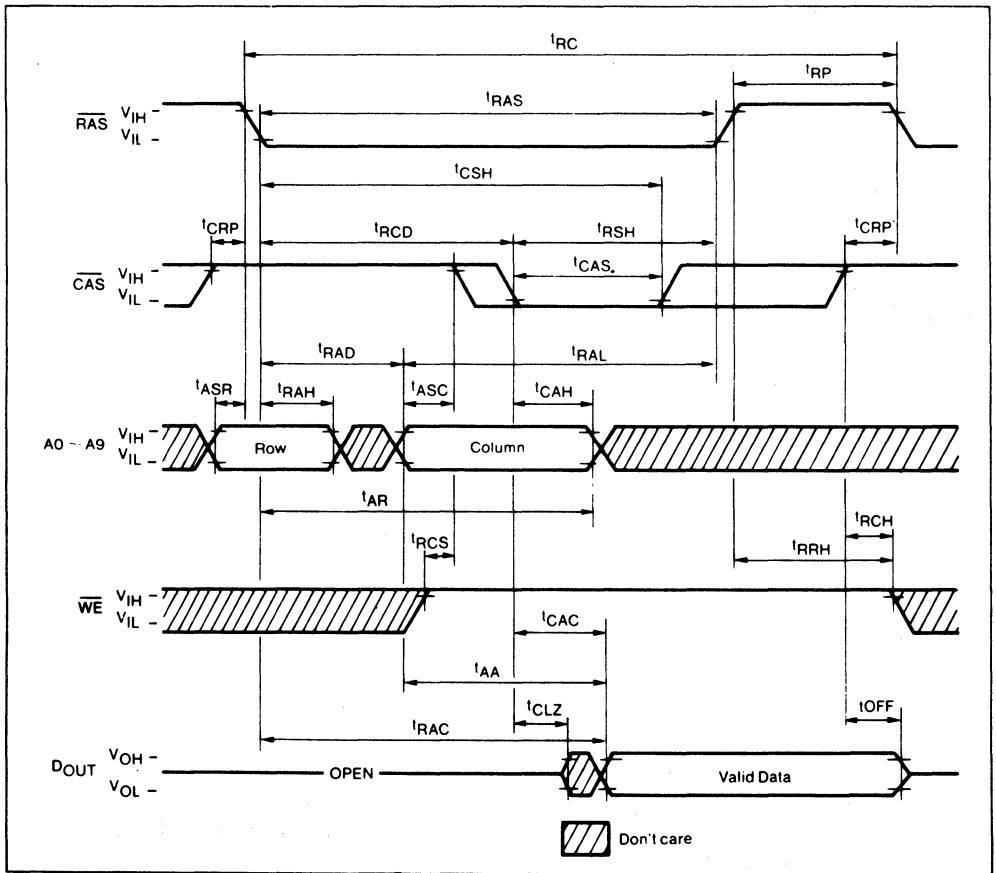 tRC
tRP
tRAS
RAS VIH
VIL
tCSH
tCRP tRCD tRSH tCRP
tCAS
CAS VIH
VIL
tRAD tRAL
tASR tRAH tASC tCAH
A0 - A9 VIH
VIL
Row Column
tAR
tRCS tRCH
tRRH
WE VIH
VIL
tCAC
tAA
tCLZ tOFF
tRAC
DOUT VOH
VOL
OPEN Valid Data
Don't care